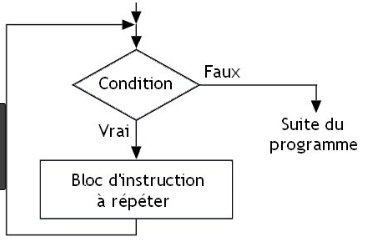 Condition
Faux
Vrai
Suite du
programme
Bloc d'instruction
à répéter